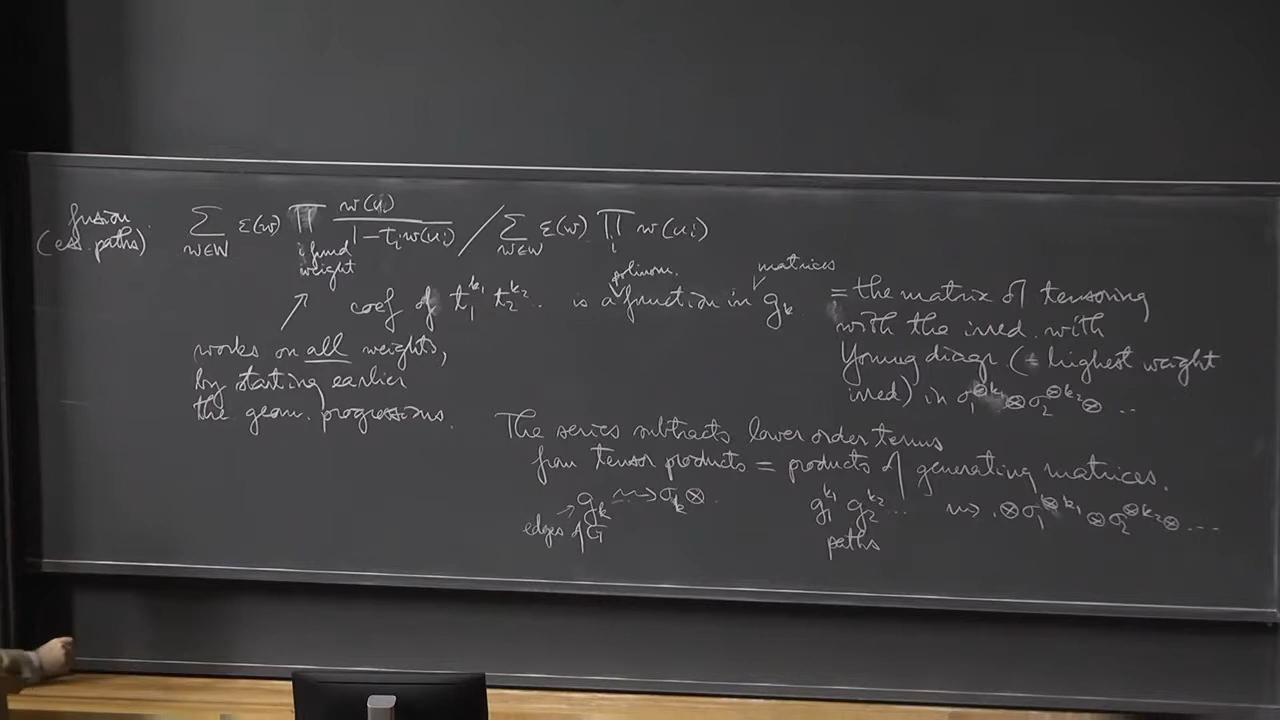 fusion
(ess. paths)
∑_{w∈W} ε(w) ∏_{i fund weight} w(u_i) / (1 − t_i w(u_i)) / ∑_{w∈W} ε(w) ∏_i w(u_i)
works on all weights,
by starting earlier
the geom. progressions.
coef of t_1^{k_1} t_2^{k_2} .. is a polinom. function in matrices g_k
= the matrix of tensoring
with the irred. with
Young diagr. (= highest weight
irred) in σ_1^{⊗k_1} ⊗ σ_2^{⊗k_2} ⊗ ..
The series subtracts lower order terms
from tensor products = products of generating matrices.
edges of G → g_k ⇝ σ_k ⊗
g_1^{k_1} g_2^{k_2} ... ⇝ . ⊗ σ_1^{⊗k_1} ⊗ σ_2^{⊗k_2} ⊗ ....
paths